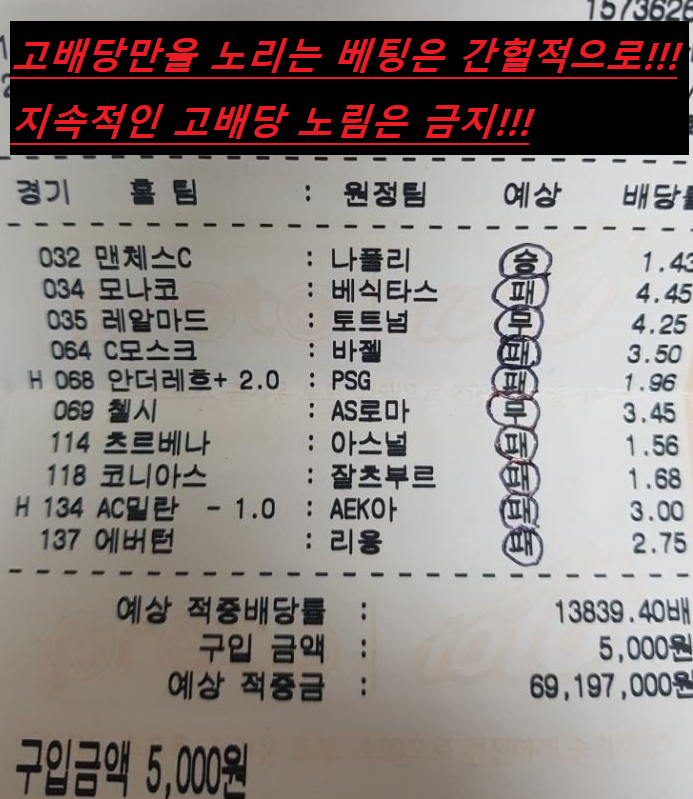 1573626
고배당만을 노리는 베팅은 간헐적으로!!!
지속적인 고배당 노림은 금지!!!
경기 홈 팀 : 원정팀 예상 배당률
032 맨체스C : 나폴리 승 1.43
034 모나코 : 베식타스 패 4.45
035 레알마드 : 토트넘 무 4.25
064 C모스크 : 바젤 패 3.50
H 068 안더레흐+ 2.0 : PSG 패 1.96
069 첼시 : AS로마 무 3.45
114 츠르베나 : 아스널 패 1.56
118 코니아스 : 잘츠부르 패 1.68
H 134 AC밀란 - 1.0 : AEK아 패 3.00
137 에버턴 : 리옹 패 2.75
예상 적중배당률 : 13839.40배
구입 금액 : 5,000원
예상 적중금 : 69,197,000원
구입금액 5,000원